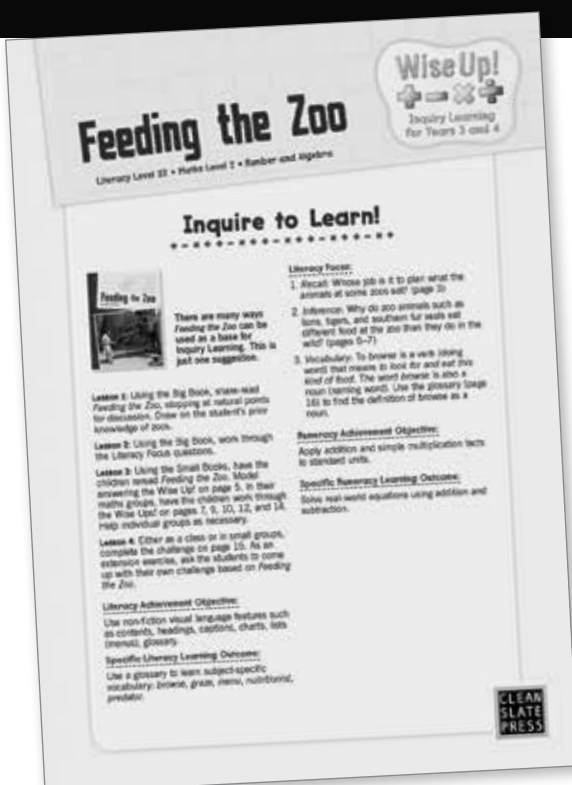 Feeding the Zoo
Literacy Level 22 • Maths Level 2 • Number and Algebra
Wise Up!
Inquiry Learning
for Years 3 and 4
Inquire to Learn!
Feeding the Zoo
There are many ways
Feeding the Zoo can be
used as a base for
Inquiry Learning. This is
just one suggestion.
Lesson 1: Using the Big Book, share-read
Feeding the Zoo, stopping at natural points
for discussion. Draw on the student's prior
knowledge of zoos.
Lesson 2: Using the Big Book, work through
the Literacy Focus questions.
Lesson 3: Using the Small Books, have the
children reread Feeding the Zoo. Model
answering the Wise Up! on page 5. In their
maths groups, have the children work through
the Wise Ups! on pages 7, 9, 10, 12, and 14.
Help individual groups as necessary.
Lesson 4: Either as a class or in small groups,
complete the challenge on page 15. As an
extension exercise, ask the students to come
up with their own challenge based on Feeding
the Zoo.
Literacy Achievement Objective:
Use non-fiction visual language features such
as contents, headings, captions, charts, lists
(menus), glossary.
Specific Literacy Learning Outcome:
Use a glossary to learn subject-specific
vocabulary: browse, graze, menu, nutritionist,
predator.
Literacy Focus:
1. Recall: Whose job is it to plan what the
animals at some zoos eat? (page 3)
2. Inference: Why do zoo animals such as
lions, tigers, and southern fur seals eat
different food at the zoo than they do in the
wild? (pages 6–7)
3. Vocabulary: To browse is a verb (doing
word) that means to look for and eat this
kind of food. The word browse is also a
noun (naming word). Use the glossary (page
16) to find the definition of browse as a
noun.
Numeracy Achievement Objective:
Apply addition and simple multiplication facts
to standard units.
Specific Numeracy Learning Outcome:
Solve real-world equations using addition and
subtraction.
CLEAN
SLATE
PRESS